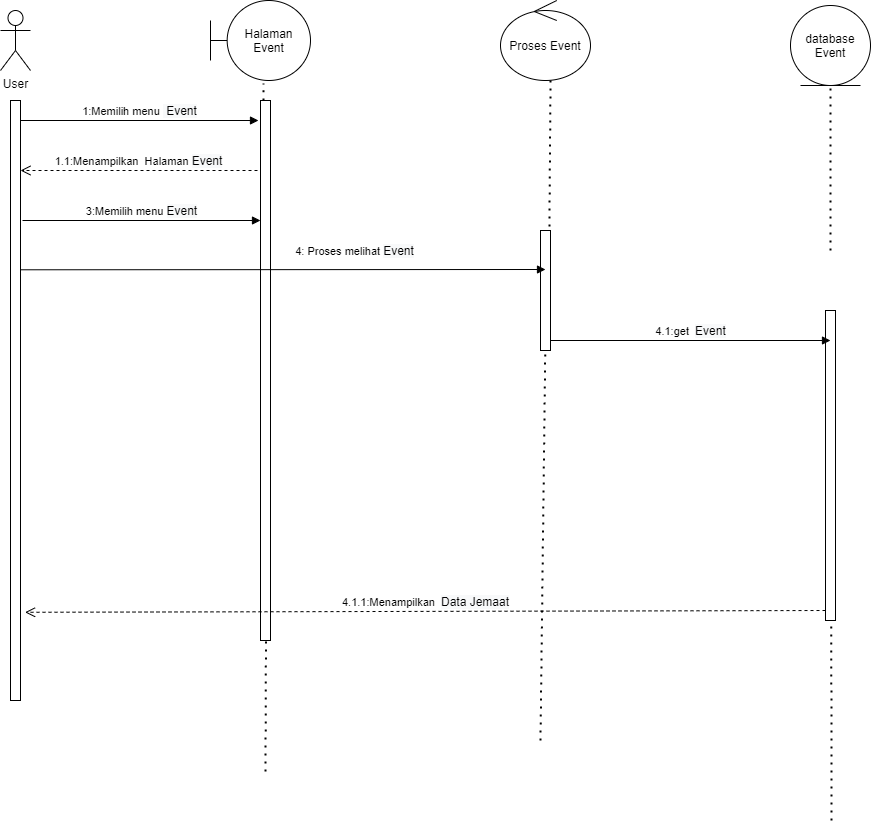 Halaman
Event
Proses Event
database
Event
User
1:Memilih menu  Event
1.1:Menampilkan  Halaman Event
3:Memilih menu Event
4: Proses melihat Event
4.1:get  Event
4.1.1:Menampilkan  Data Jemaat